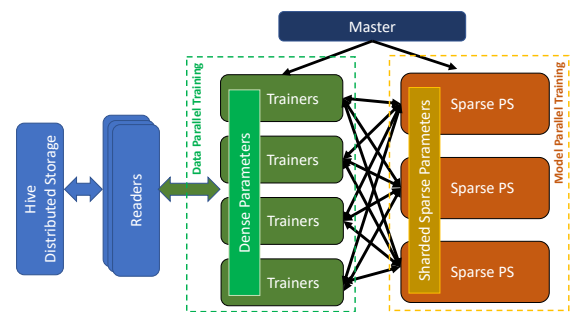 Master
Data Parallel Training
Trainers
Trainers
Trainers
Trainers
Dense Parameters
Sparse PS
Sparse PS
Sparse PS
Sharded Sparse Parameters
Model Parallel Training
Hive
Distributed Storage
Readers